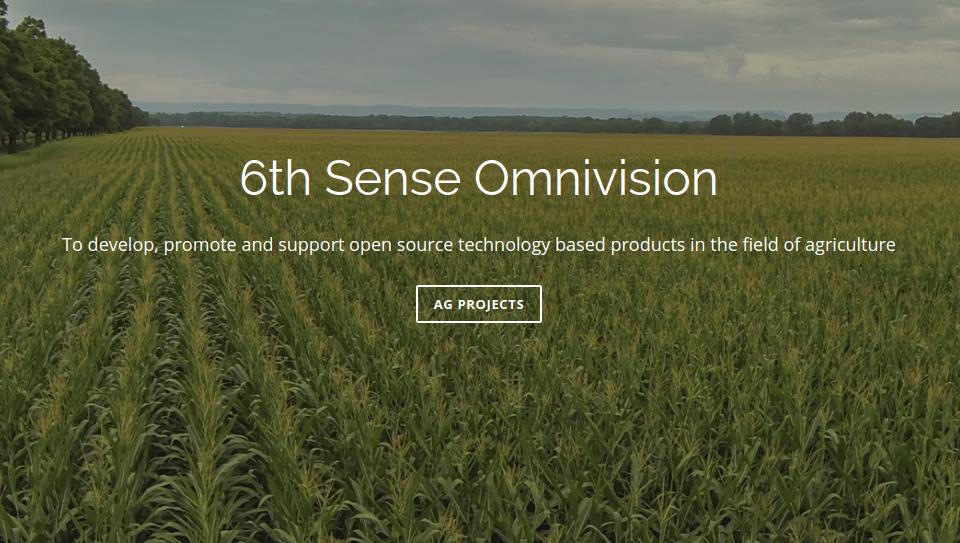 6th Sense Omnivision
To develop, promote and support open source technology based products in the field of agriculture
AG PROJECTS